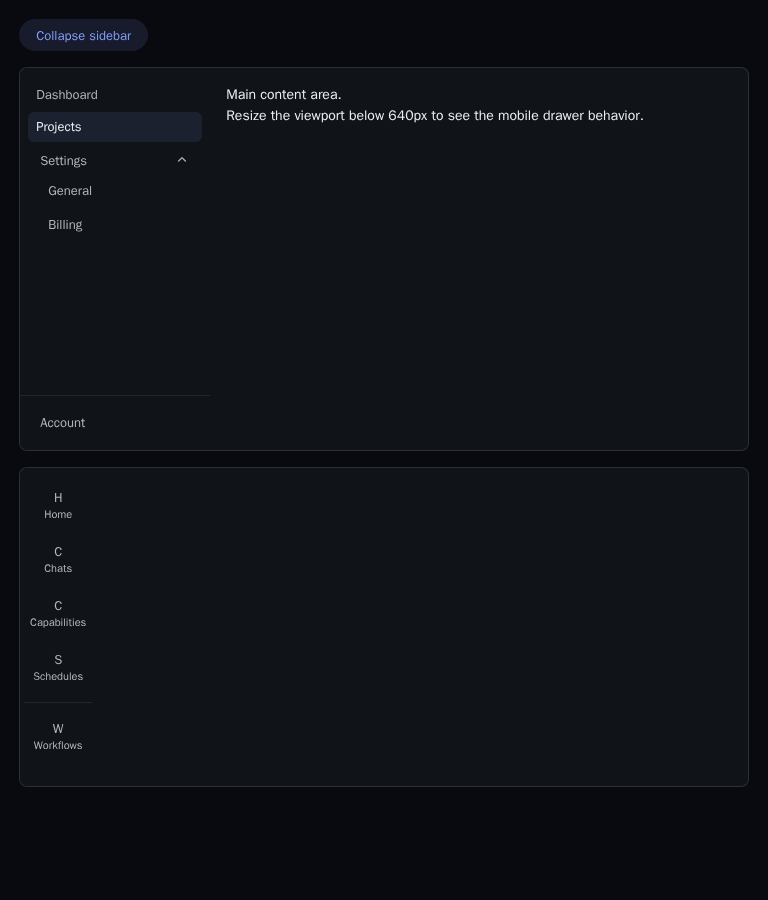 Collapse sidebar
Dashboard
Projects
Settings
General
Billing
Account
Main content area.
Resize the viewport below 640px to see the mobile drawer behavior.
H
Home
C
Chats
C
Capabilities
S
Schedules
W
Workflows